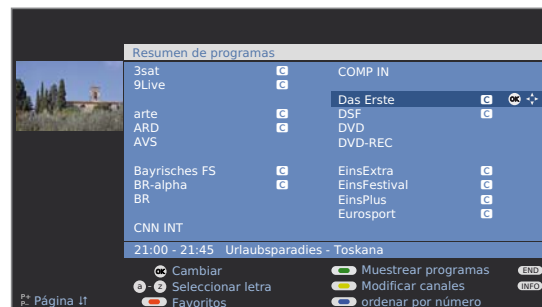 Resumen de programas
3sat C
9Live C
arte C
ARD C
AVS
Bayrisches FS C
BR-alpha C
BR
CNN INT
COMP IN
Das Erste C OK
DSF C
DVD
DVD-REC
EinsExtra C
EinsFestival C
EinsPlus C
Eurosport C
21:00 - 21:45 Urlaubsparadies - Toskana
OK Cambiar
a - z Seleccionar letra
Favoritos
Muestrear programas
Modificar canales
ordenar por número
END
INFO
P+
P- Página